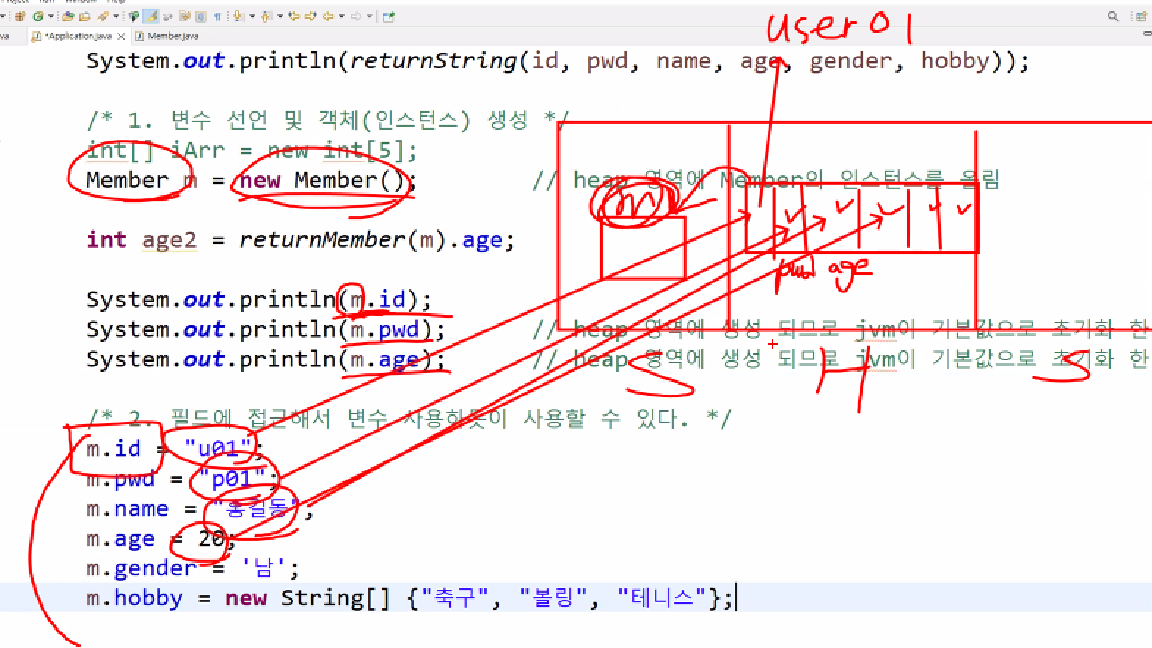 *Application.java
Member.java
user01
System.out.println(returnString(id, pwd, name, age, gender, hobby));
/* 1. 변수 선언 및 객체(인스턴스) 생성 */
int[] iArr = new int[5];
Member m = new Member(); // heap 영역에 Member의 인스턴스를 올림
m
int age2 = returnMember(m).age;
pwd age
System.out.println(m.id);
System.out.println(m.pwd); // heap 영역에 생성 되므로 jvm이 기본값으로 초기화 한
System.out.println(m.age); // heap 영역에 생성 되므로 jvm이 기본값으로 초기화 한
S H S
/* 2. 필드에 접근해서 변수 사용하듯이 사용할 수 있다. */
m.id = "u01";
m.pwd = "p01";
m.name = "홍길동";
m.age = 20;
m.gender = '남';
m.hobby = new String[] {"축구", "볼링", "테니스"};